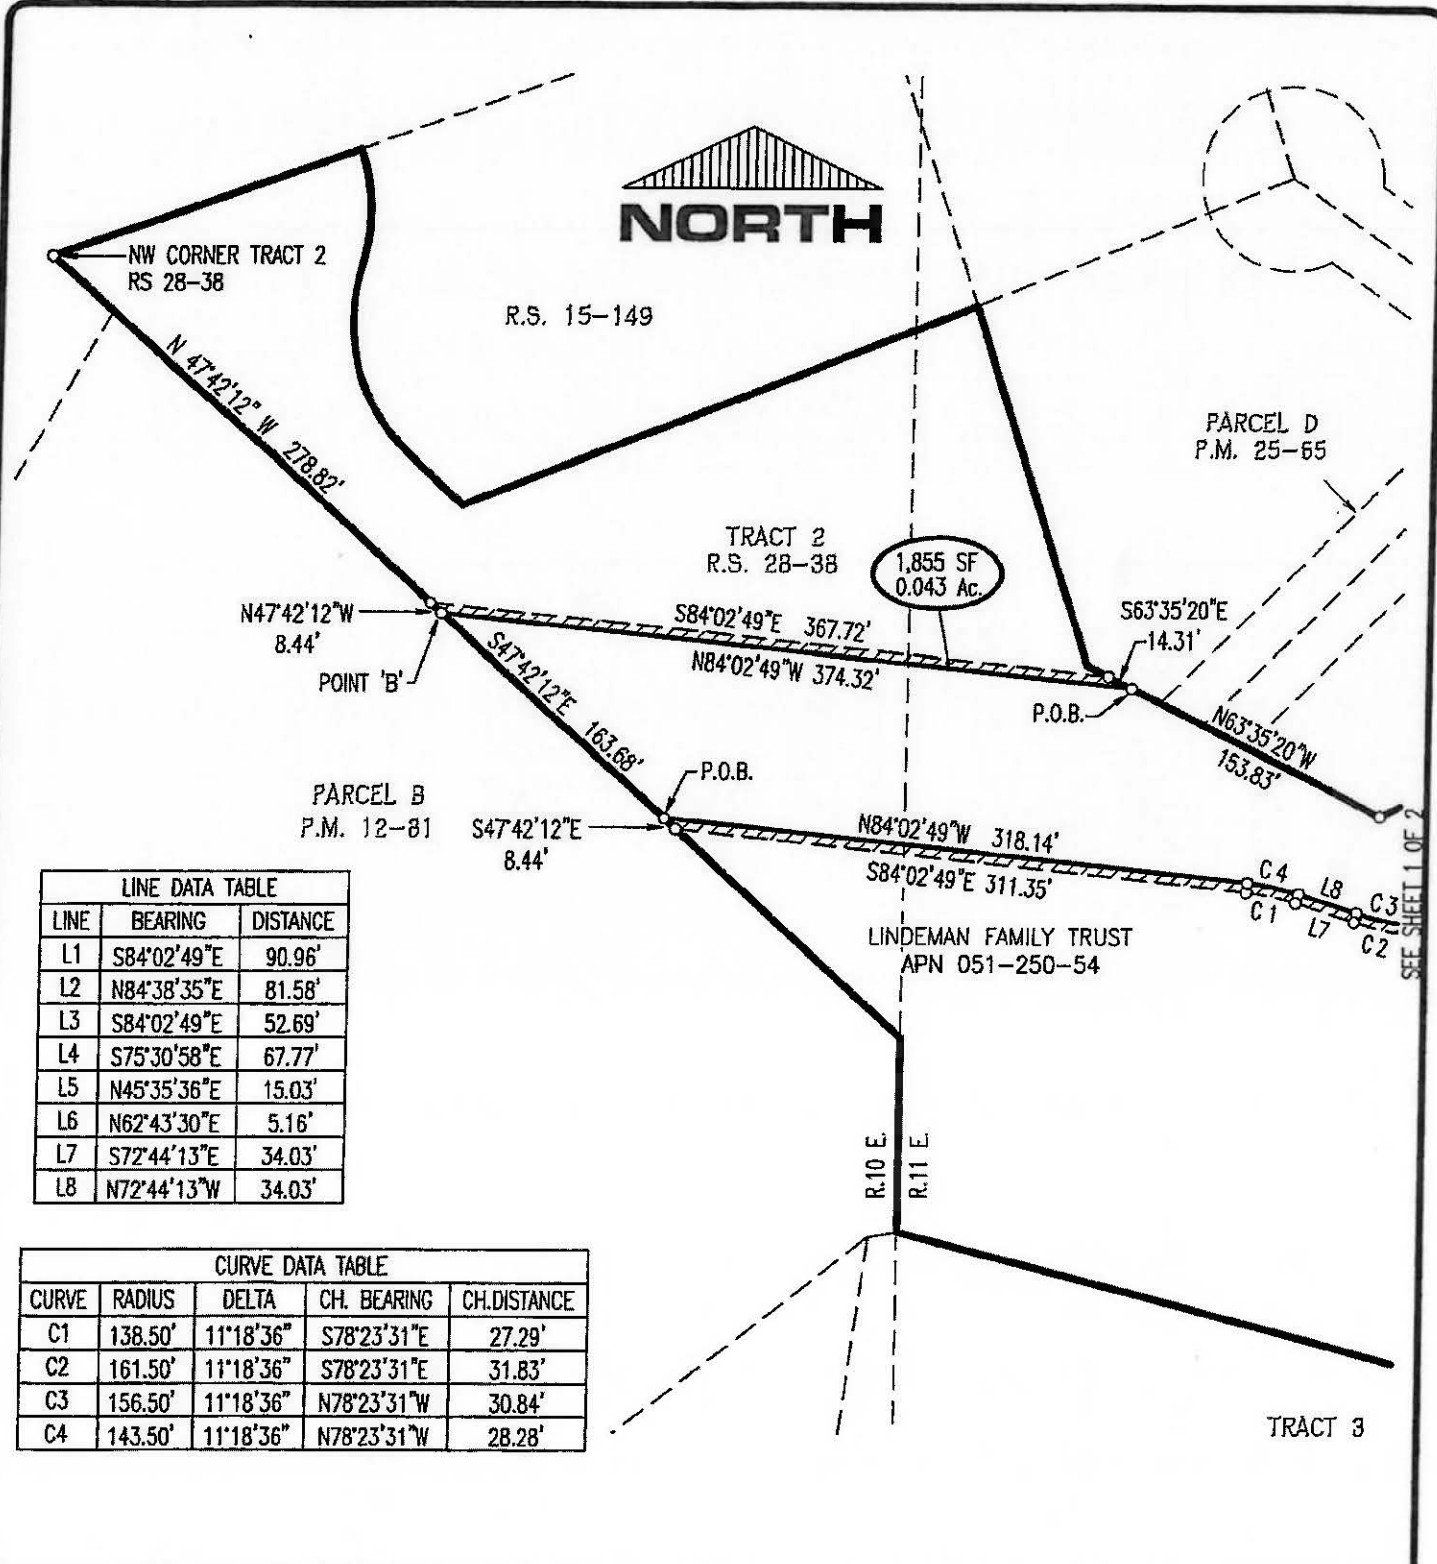 NORTH
NW CORNER TRACT 2
RS 28-38
R.S. 15-149
N 47°42'12" W 278.82'
PARCEL D
P.M. 25-65
TRACT 2
R.S. 28-38
1,855 SF
0.043 Ac.
S63°35'20"E
14.31'
N47°42'12"W
8.44'
S84°02'49"E 367.72'
N84°02'49"W 374.32'
POINT 'B'
S47°42'12"E 163.68'
P.O.B.
N63°35'20"W
153.83'
P.O.B.
PARCEL B
P.M. 12-81
S47°42'12"E
8.44'
N84°02'49"W 318.14'
S84°02'49"E 311.35'
C4
L8
C3
C1
L7
C2
SEE SHEET 1 OF 2
LINDEMAN FAMILY TRUST
APN 051-250-54
LINE DATA TABLE
LINE BEARING DISTANCE
L1 S84°02'49"E 90.96'
L2 N84°38'35"E 81.58'
L3 S84°02'49"E 52.69'
L4 S75°30'58"E 67.77'
L5 N45°35'36"E 15.03'
L6 N62°43'30"E 5.16'
L7 S72°44'13"E 34.03'
L8 N72°44'13"W 34.03'
R.10 E.
R.11 E.
CURVE DATA TABLE
CURVE RADIUS DELTA CH. BEARING CH.DISTANCE
C1 138.50' 11°18'36" S78°23'31"E 27.29'
C2 161.50' 11°18'36" S78°23'31"E 31.83'
C3 156.50' 11°18'36" N78°23'31"W 30.84'
C4 143.50' 11°18'36" N78°23'31"W 28.28'
TRACT 3